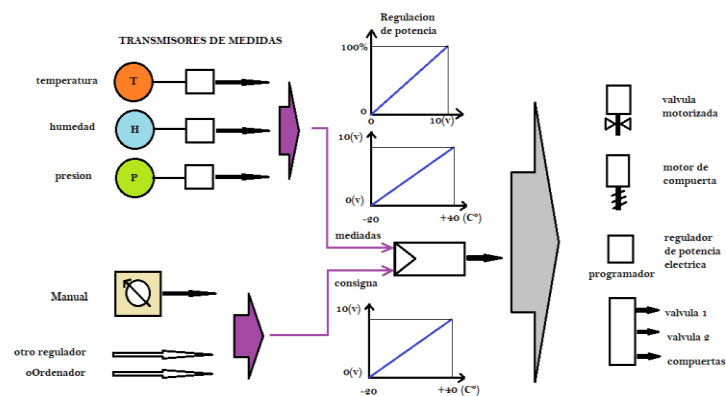 TRANSMISORES DE MEDIDAS
temperatura
T
humedad
H
presion
P
Manual
otro regulador
oOrdenador
Regulacion
de potencia
100%
0
10(v)
10(v)
0(v)
-20
+40 (Cº)
mediadas
consigna
10(v)
0(v)
-20
+40 (Cº)
valvula
motorizada
motor de
compuerta
regulador
de potencia
electrica
programador
valvula 1
valvula 2
compuertas